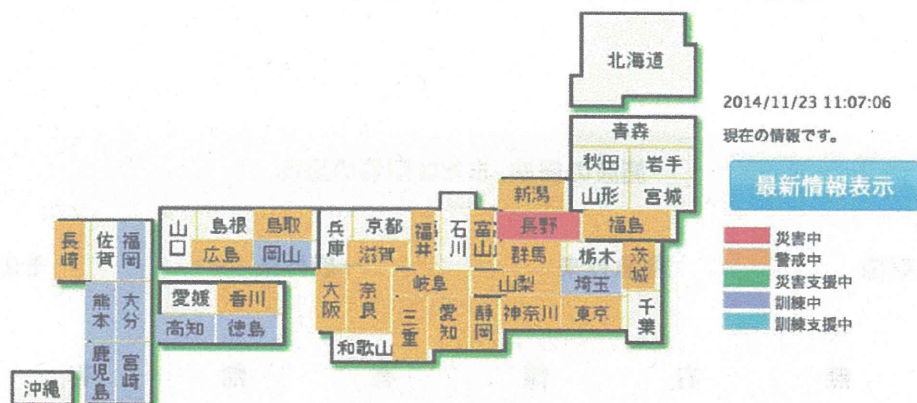 北海道
2014/11/23 11:07:06
現在の情報です。
最新情報表示
災害中
警戒中
災害支援中
訓練中
訓練支援中
青森
秋田 岩手
山形 宮城
新潟
長野 福島
群馬 栃木 茨城
山梨 埼玉
神奈川 東京 千葉
石川 富山
福井
岐阜
三重 愛知 静岡
兵庫 京都
滋賀
大阪 奈良
和歌山
山口 島根 鳥取
広島 岡山
愛媛 香川
高知 徳島
長崎 佐賀 福岡
熊本 大分
鹿児島 宮崎
沖縄